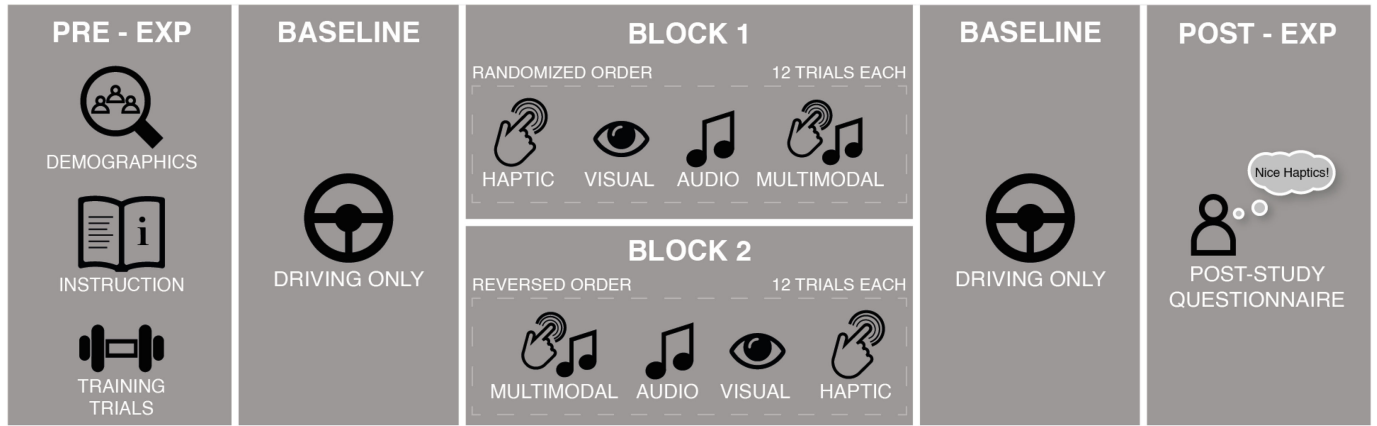 PRE - EXP
DEMOGRAPHICS
i
INSTRUCTION
TRAINING
TRIALS
BASELINE
DRIVING ONLY
BLOCK 1
RANDOMIZED ORDER 12 TRIALS EACH
HAPTIC VISUAL AUDIO MULTIMODAL
BLOCK 2
REVERSED ORDER 12 TRIALS EACH
MULTIMODAL AUDIO VISUAL HAPTIC
BASELINE
DRIVING ONLY
POST - EXP
Nice Haptics!
POST-STUDY
QUESTIONNAIRE